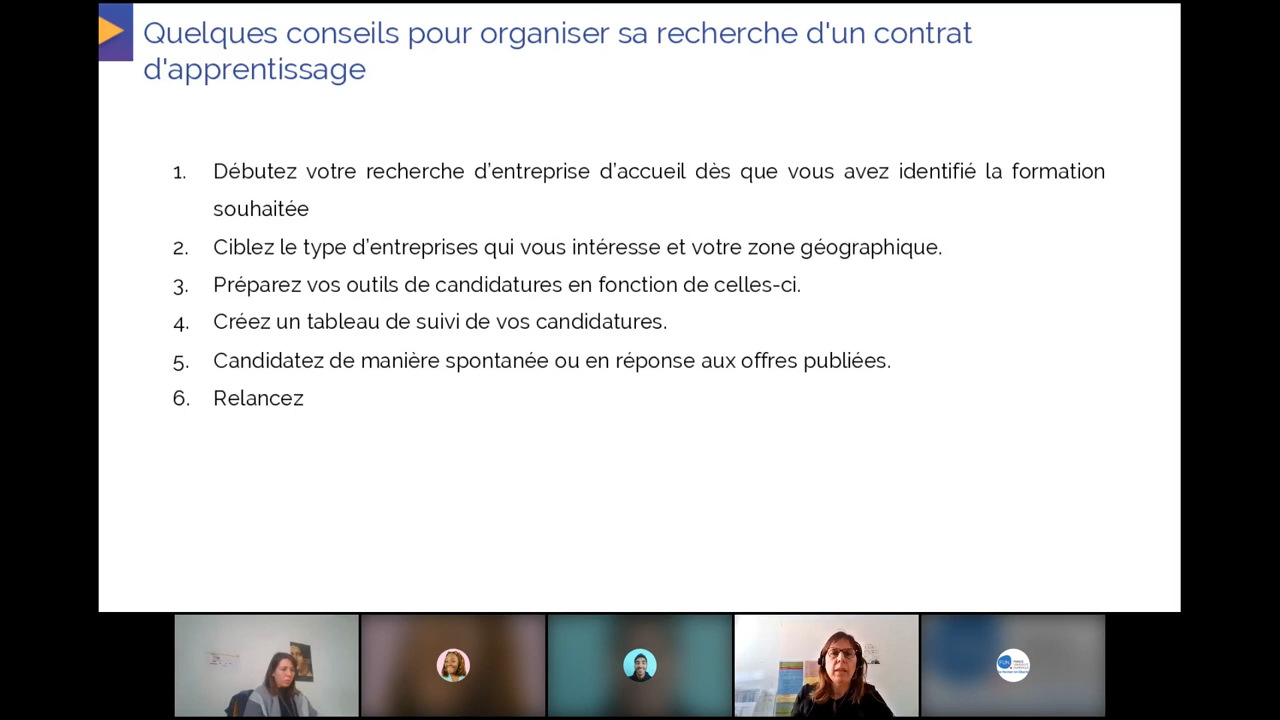 Quelques conseils pour organiser sa recherche d'un contrat
d'apprentissage
1. Débutez votre recherche d’entreprise d’accueil dès que vous avez identifié la formation
souhaitée
2. Ciblez le type d’entreprises qui vous intéresse et votre zone géographique.
3. Préparez vos outils de candidatures en fonction de celles-ci.
4. Créez un tableau de suivi de vos candidatures.
5. Candidatez de manière spontanée ou en réponse aux offres publiées.
6. Relancez